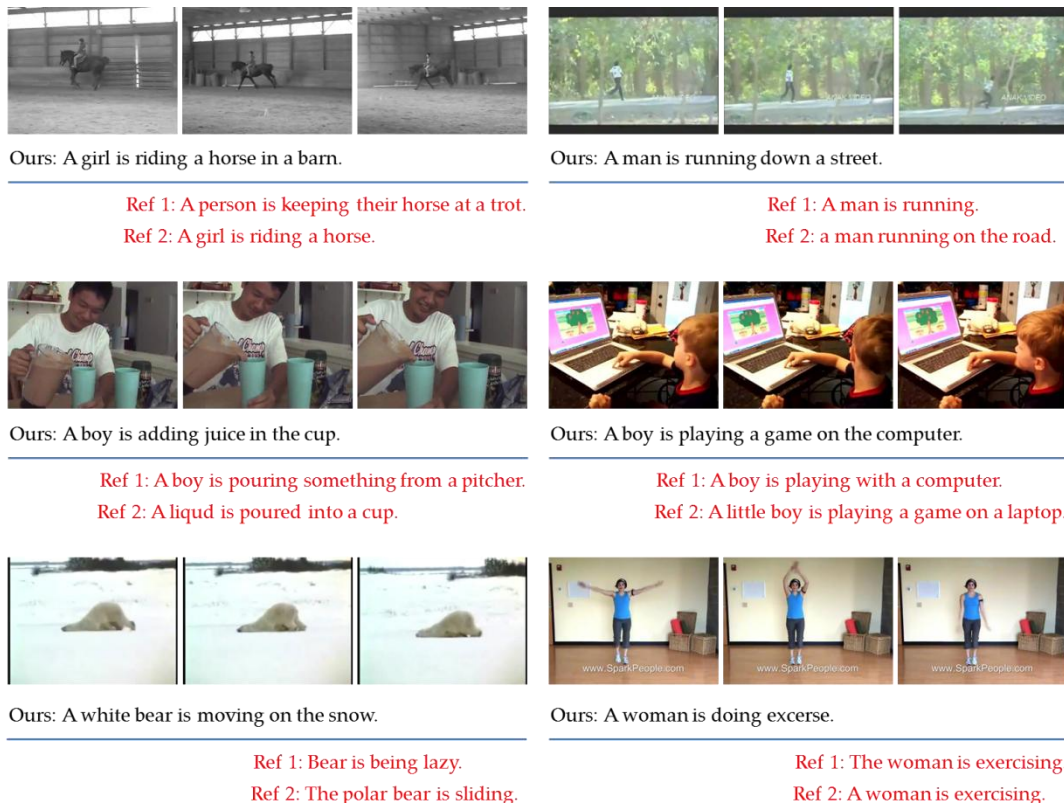 Ours: A girl is riding a horse in a barn.
Ref 1: A person is keeping their horse at a trot.
Ref 2: A girl is riding a horse.
ANAK VIDEO
ANAK VIDEO
Ours: A man is running down a street.
Ref 1: A man is running.
Ref 2: a man running on the road.
Ours: A boy is adding juice in the cup.
Ref 1: A boy is pouring something from a pitcher.
Ref 2: A liqud is poured into a cup.
Ours: A boy is playing a game on the computer.
Ref 1: A boy is playing with a computer.
Ref 2: A little boy is playing a game on a laptop.
Ours: A white bear is moving on the snow.
Ref 1: Bear is being lazy.
Ref 2: The polar bear is sliding.
www.SparkPeople.com
www.SparkPeople.com
www.SparkPeople.com
Ours: A woman is doing excerse.
Ref 1: The woman is exercising
Ref 2: A woman is exercising.